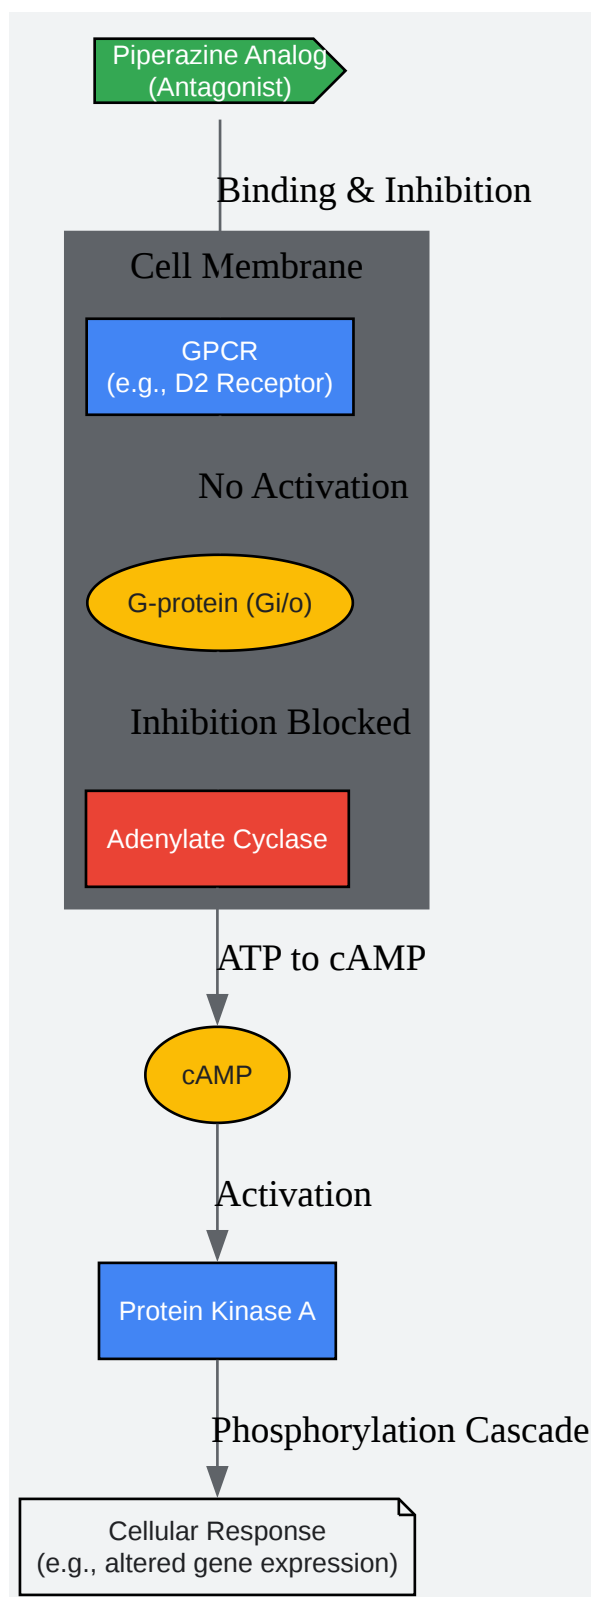 Piperazine Analog
(Antagonist)
Binding & Inhibition
Cell Membrane
GPCR
(e.g., D2 Receptor)
No Activation
G-protein (Gi/o)
Inhibition Blocked
Adenylate Cyclase
ATP to cAMP
cAMP
Activation
Protein Kinase A
Phosphorylation Cascade
Cellular Response
(e.g., altered gene expression)